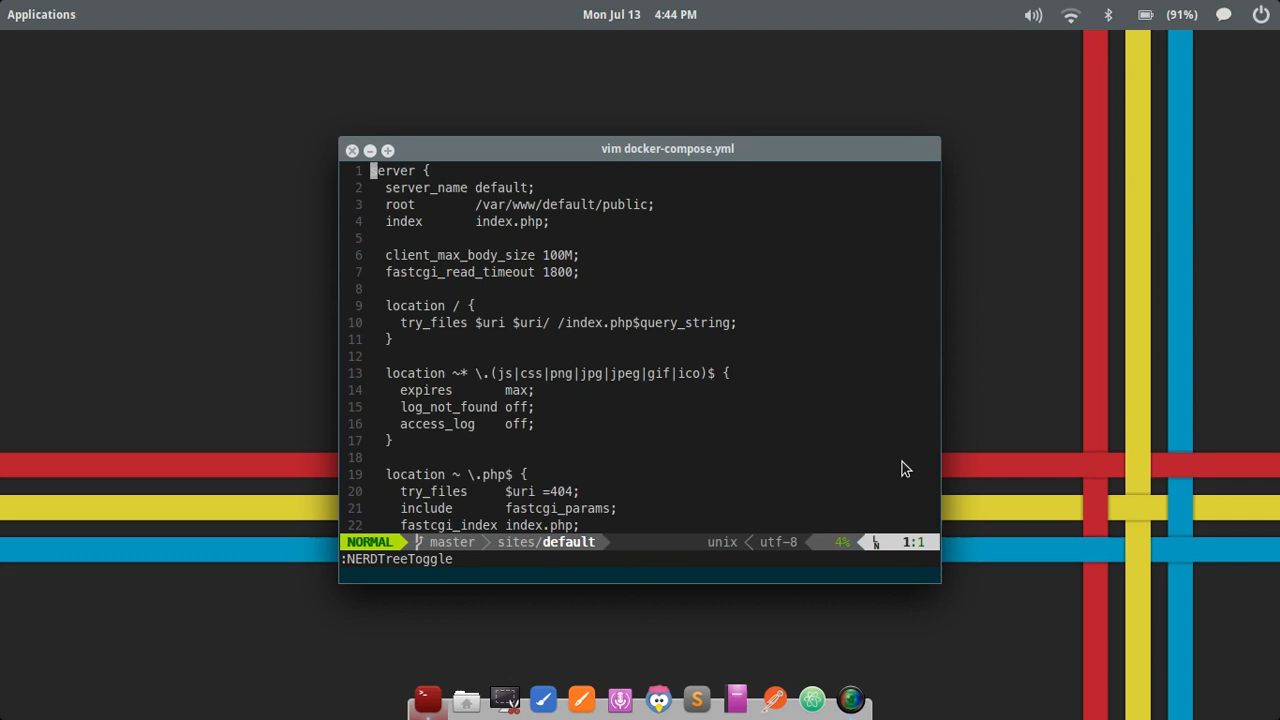 Applications
Mon Jul 13 4:44 PM
(91%)
vim docker-compose.yml
1 server {
2 server_name default;
3 root /var/www/default/public;
4 index index.php;
5
6 client_max_body_size 100M;
7 fastcgi_read_timeout 1800;
8
9 location / {
10 try_files $uri $uri/ /index.php$query_string;
11 }
12
13 location ~* \.(js|css|png|jpg|jpeg|gif|ico)$ {
14 expires max;
15 log_not_found off;
16 access_log off;
17 }
18
19 location ~ \.php$ {
20 try_files $uri =404;
21 include fastcgi_params;
22 fastcgi_index index.php;
NORMAL master sites/default unix utf-8 4% LN 1:1
:NERDTreeToggle